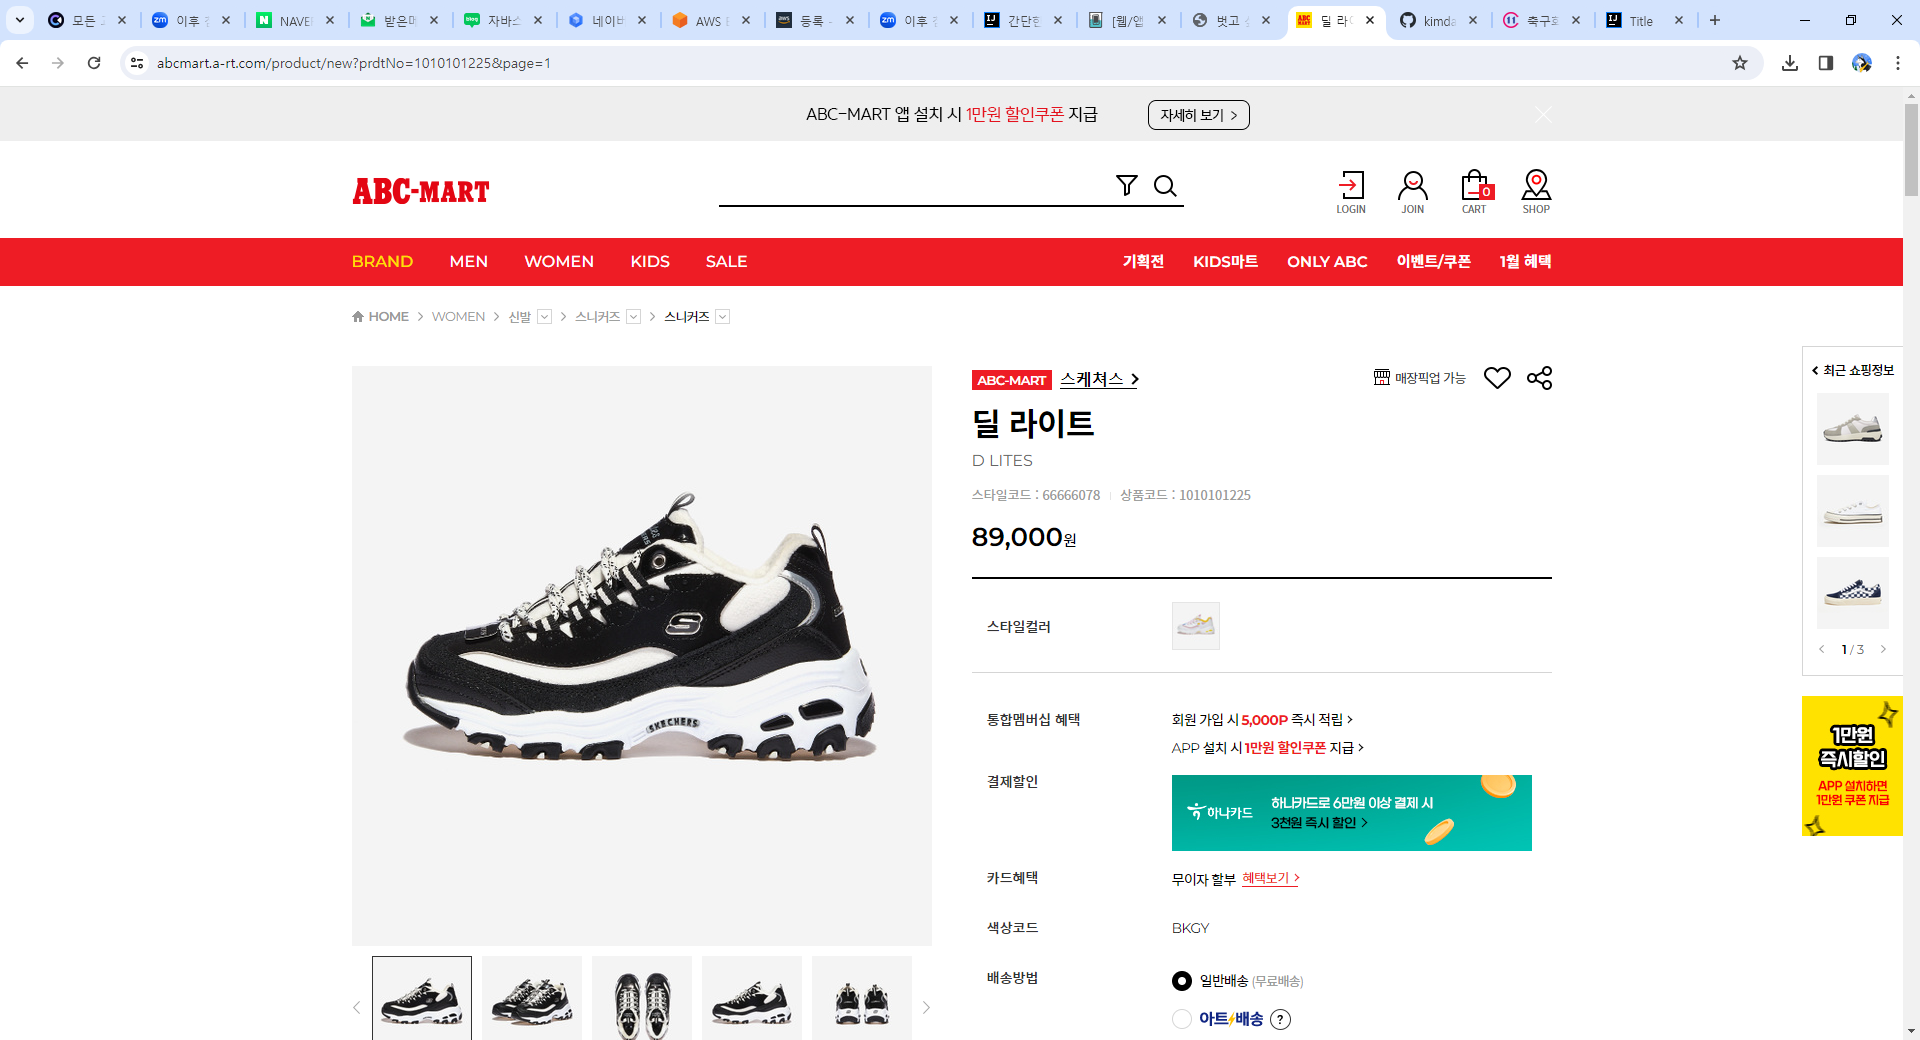 모든 고
이후 강
NAVE
받은메
자바스
네이버
AWS
등록 -
이후 강
간단한
[웹/앱
벗고 싶
딜 라이
kimda
축구화
Title
abcmart.a-rt.com/product/new?prdtNo=1010101225&page=1
ABC-MART 앱 설치 시 1만원 할인쿠폰 지급
자세히 보기 >
ABC-MART
LOGIN
JOIN
0
CART
SHOP
BRAND MEN WOMEN KIDS SALE
기획전 KIDS마트 ONLY ABC 이벤트/쿠폰 1월 혜택
HOME > WOMEN > 신발 > 스니커즈 > 스니커즈
ABC-MART 스케쳐스 >
매장픽업 가능
딜 라이트
D LITES
스타일코드 : 66666078 상품코드 : 1010101225
89,000원
스타일컬러
통합멤버십 혜택
회원 가입 시 5,000P 즉시 적립 >
APP 설치 시 1만원 할인쿠폰 지급 >
결제할인
하나카드
하나카드로 6만원 이상 결제 시
3천원 즉시 할인 >
카드혜택
무이자 할부 혜택보기 >
색상코드
BKGY
배송방법
일반배송 (무료배송)
아트배송 ?
SKECHERS
< 최근 쇼핑정보
< 1 / 3 >
1만원
즉시할인
APP 설치하면
1만원 쿠폰 지급